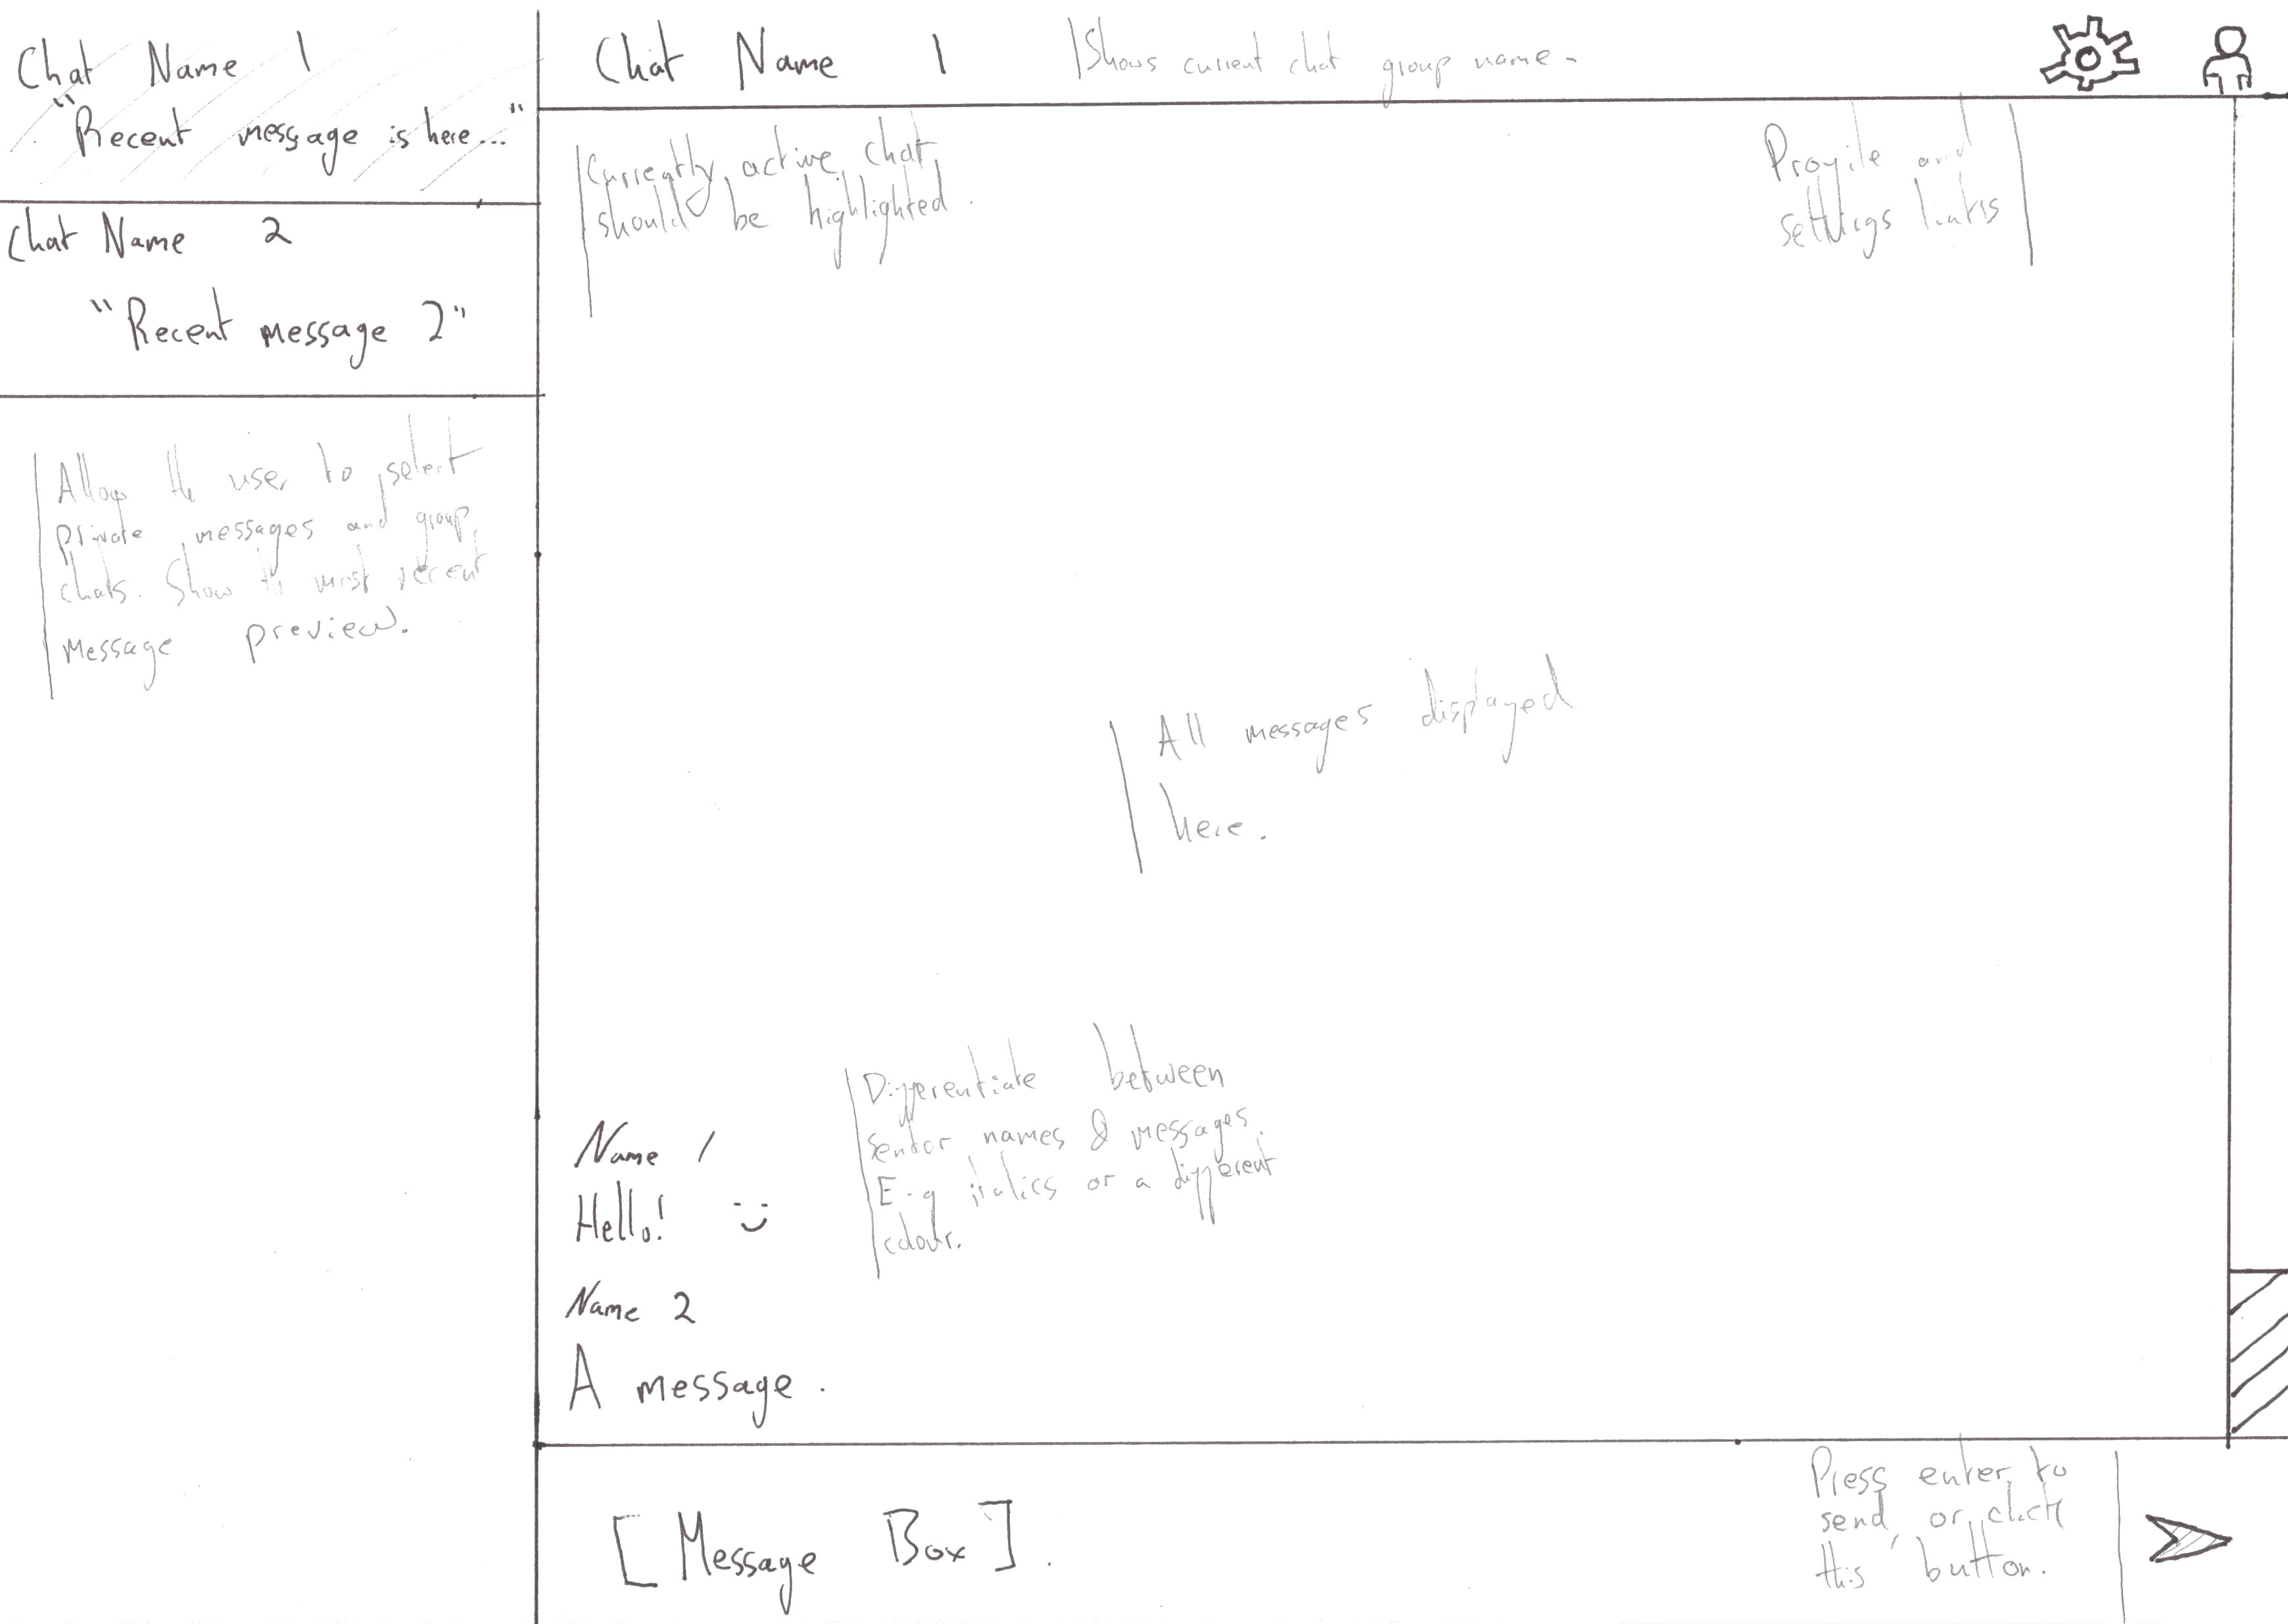 Chat Name 1
"Recent message is here..."
Chat Name 2
"Recent message 2"
Allow the user to select
private messages and group
chats. Show the most recent
message preview.
Chat Name 1
Shows current chat group name.
Currently active chat
should be highlighted.
Profile and
settings links
All messages displayed
here.
Differentiate between
sender names & messages.
E.g italics or a different
colour.
Name 1
Hello! :)
Name 2
A message.
[Message Box].
Press enter to
send, or click
this button.